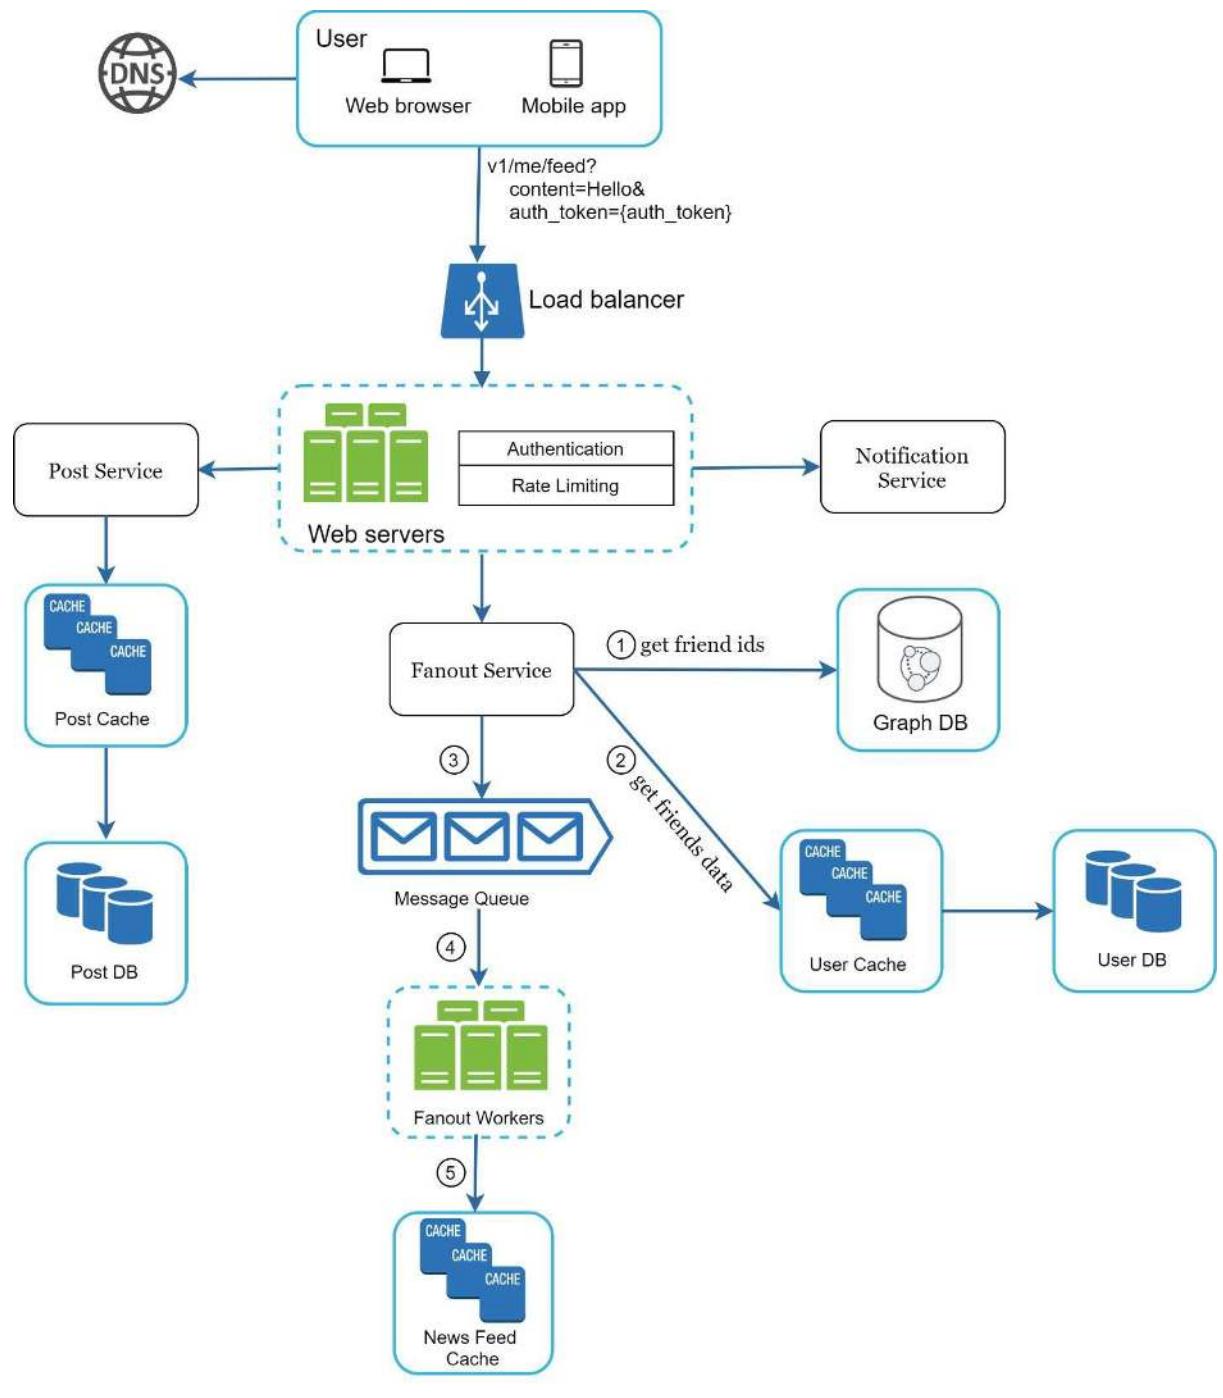 User
DNS
Web browser
Mobile app
v1/me/feed?
content=Hello&
auth_token={auth_token}
Load balancer
Post Service
Authentication
Rate Limiting
Web servers
Notification
Service
CACHE
CACHE
CACHE
Post Cache
Fanout Service
1 get friend ids
Graph DB
3
2 get friends data
Message Queue
Post DB
CACHE
CACHE
CACHE
User Cache
User DB
4
Fanout Workers
5
CACHE
CACHE
CACHE
News Feed
Cache